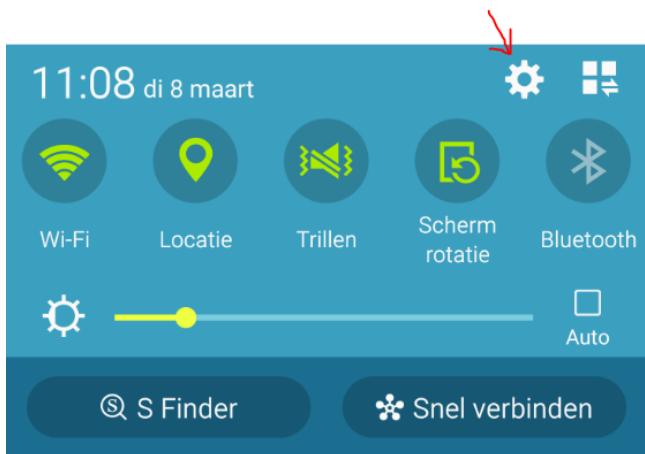 11:08 di 8 maart
Wi-Fi
Locatie
Trillen
Scherm
rotatie
Bluetooth
Auto
S Finder
Snel verbinden